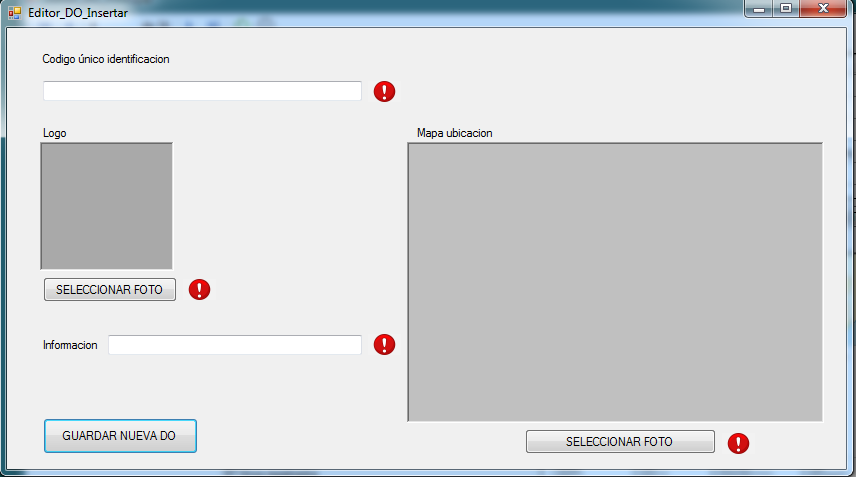 Editor_DO_Insertar
Codigo único identificacion
Logo
Mapa ubicacion
SELECCIONAR FOTO
Informacion
GUARDAR NUEVA DO
SELECCIONAR FOTO